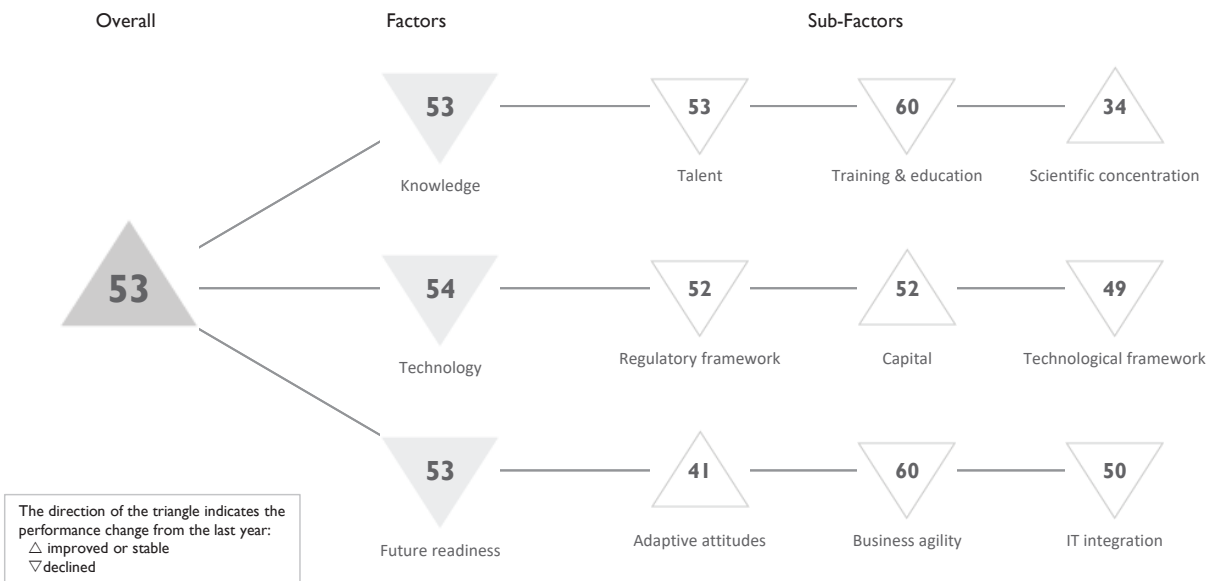 Overall Factors Sub-Factors
53 53 60 34
Knowledge Talent Training & education Scientific concentration
53 54 52 52 49
Technology Regulatory framework Capital Technological framework
53 41 60 50
Future readiness Adaptive attitudes Business agility IT integration
The direction of the triangle indicates the
performance change from the last year:
△ improved or stable
▽ declined